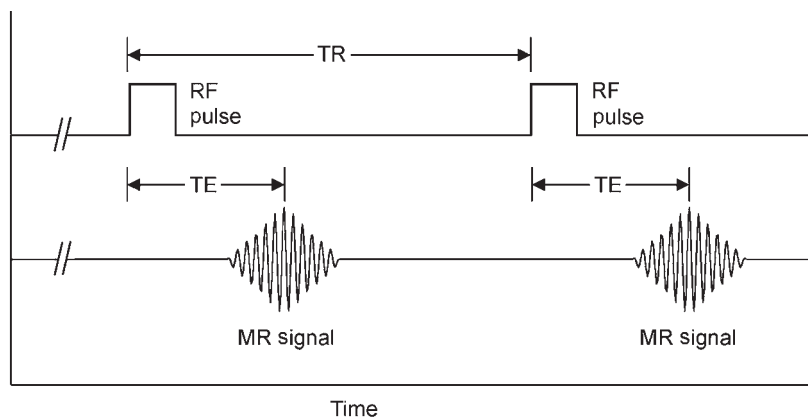 TR
RF
pulse
RF
pulse
TE
TE
MR signal
MR signal
Time